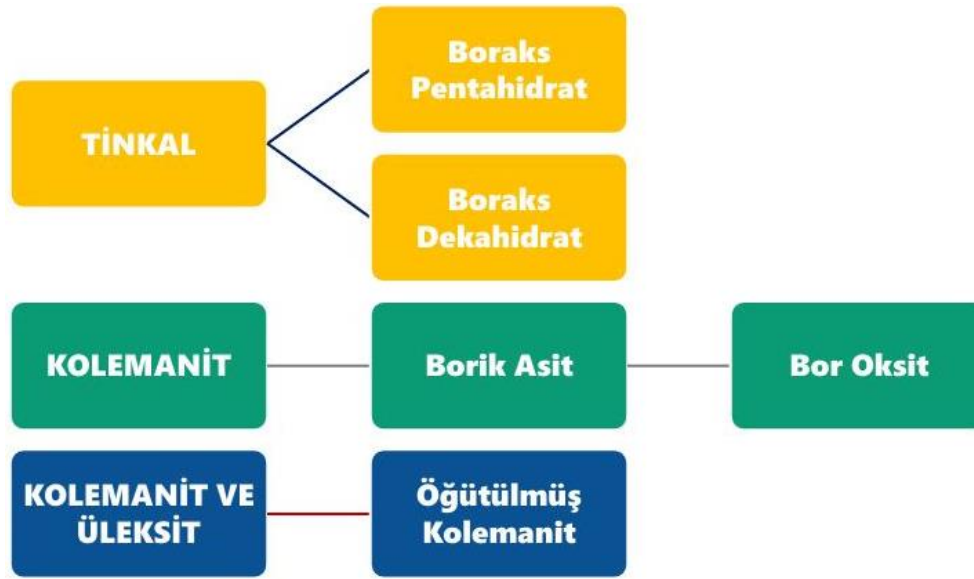 Boraks
Pentahidrat
TİNKAL
Boraks
Dekahidrat
KOLEMANİT
Borik Asit
Bor Oksit
KOLEMANİT VE
ÜLEKSİT
Öğütülmüş
Kolemanit